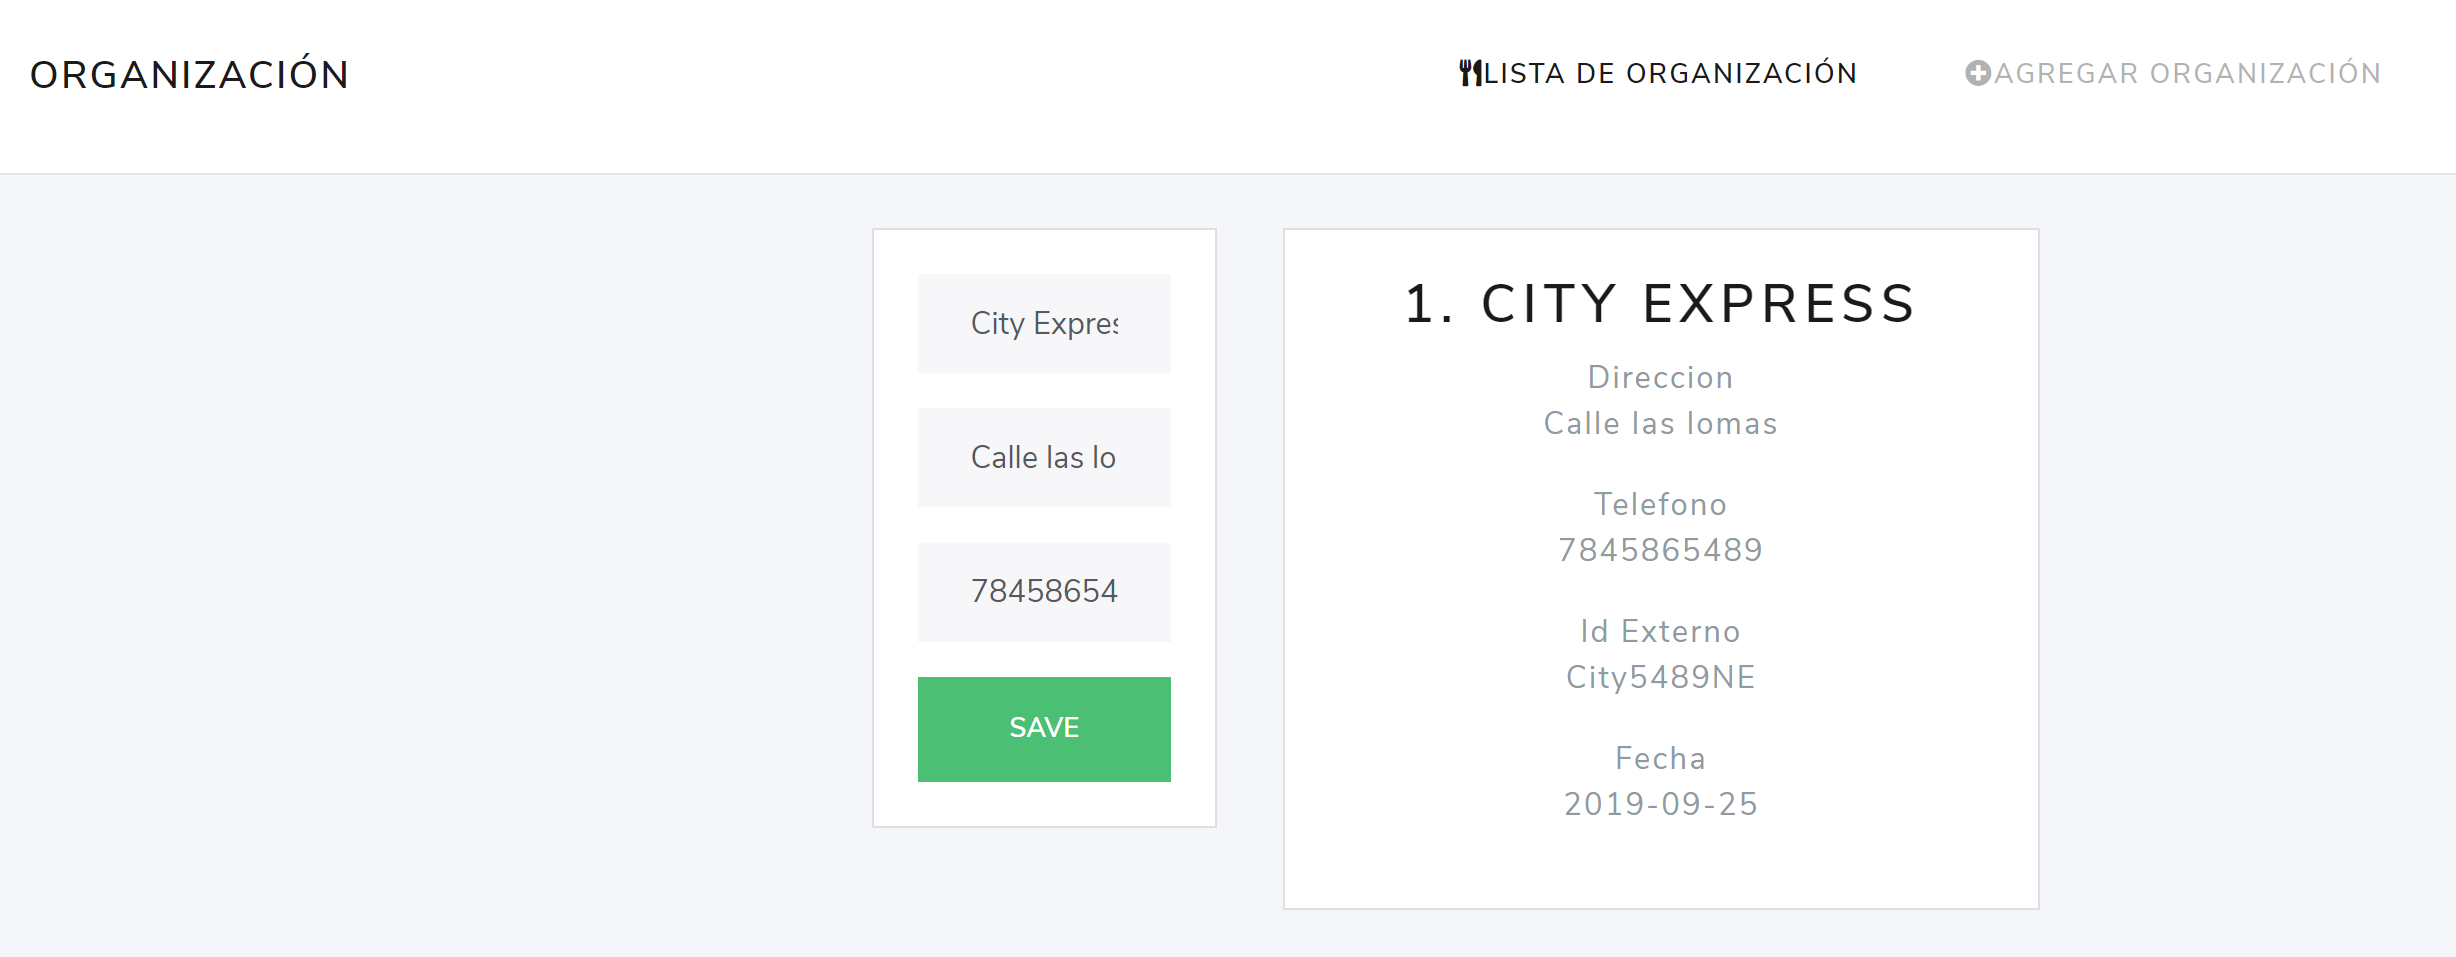 ORGANIZACIÓN
LISTA DE ORGANIZACIÓN
AGREGAR ORGANIZACIÓN
City Expres
Calle las lo
78458654
SAVE
1. CITY EXPRESS
Direccion
Calle las lomas
Telefono
7845865489
Id Externo
City5489NE
Fecha
2019-09-25